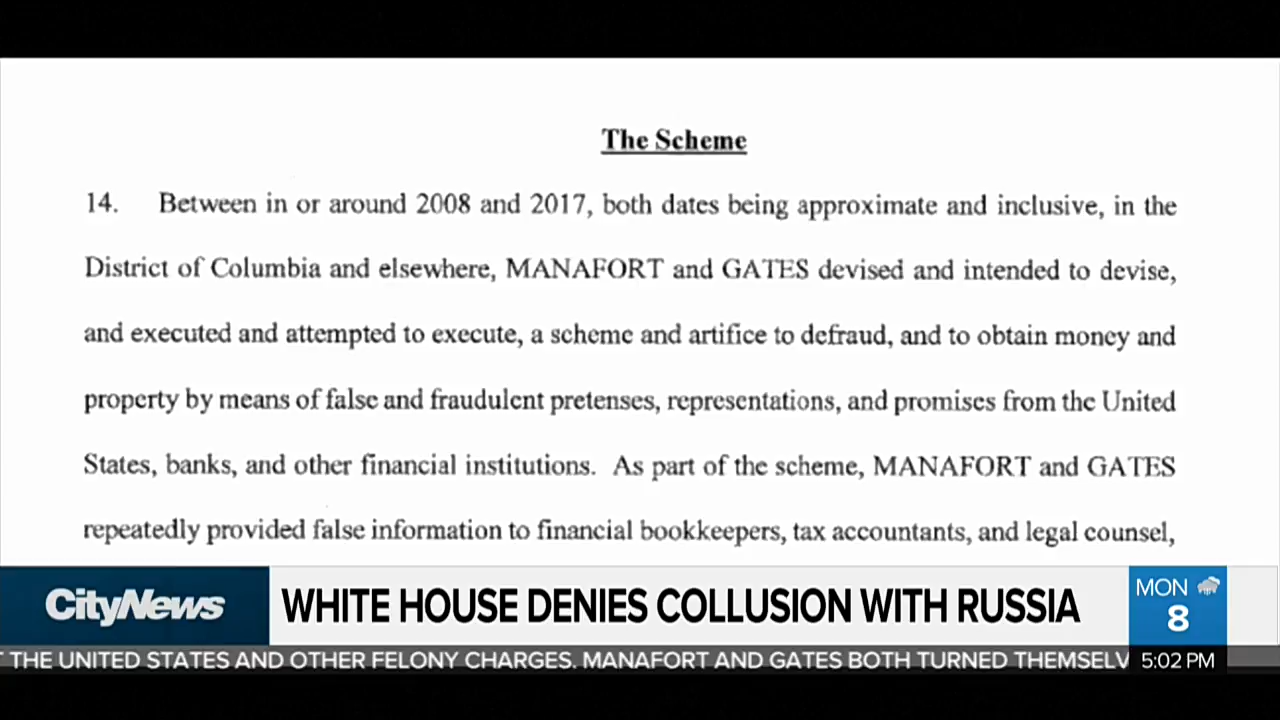 The Scheme
14. Between in or around 2008 and 2017, both dates being approximate and inclusive, in the
District of Columbia and elsewhere, MANAFORT and GATES devised and intended to devise,
and executed and attempted to execute, a scheme and artifice to defraud, and to obtain money and
property by means of false and fraudulent pretenses, representations, and promises from the United
States, banks, and other financial institutions. As part of the scheme, MANAFORT and GATES
repeatedly provided false information to financial bookkeepers, tax accountants, and legal counsel,
CityNews
WHITE HOUSE DENIES COLLUSION WITH RUSSIA
MON
8
THE UNITED STATES AND OTHER FELONY CHARGES. MANAFORT AND GATES BOTH TURNED THEMSELV
5:02 PM